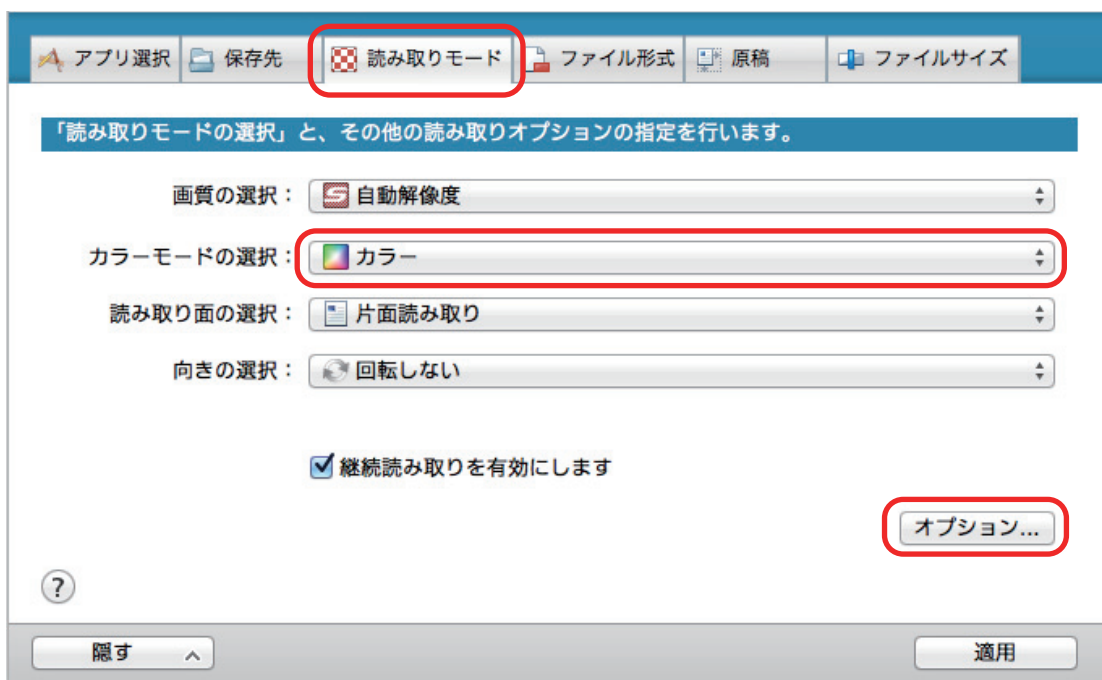 アプリ選択 保存先 読み取りモード ファイル形式 原稿 ファイルサイズ
「読み取りモードの選択」と、その他の読み取りオプションの指定を行います。
画質の選択： 自動解像度
カラーモードの選択： カラー
読み取り面の選択： 片面読み取り
向きの選択： 回転しない
継続読み取りを有効にします
オプション...
?
隠す 適用